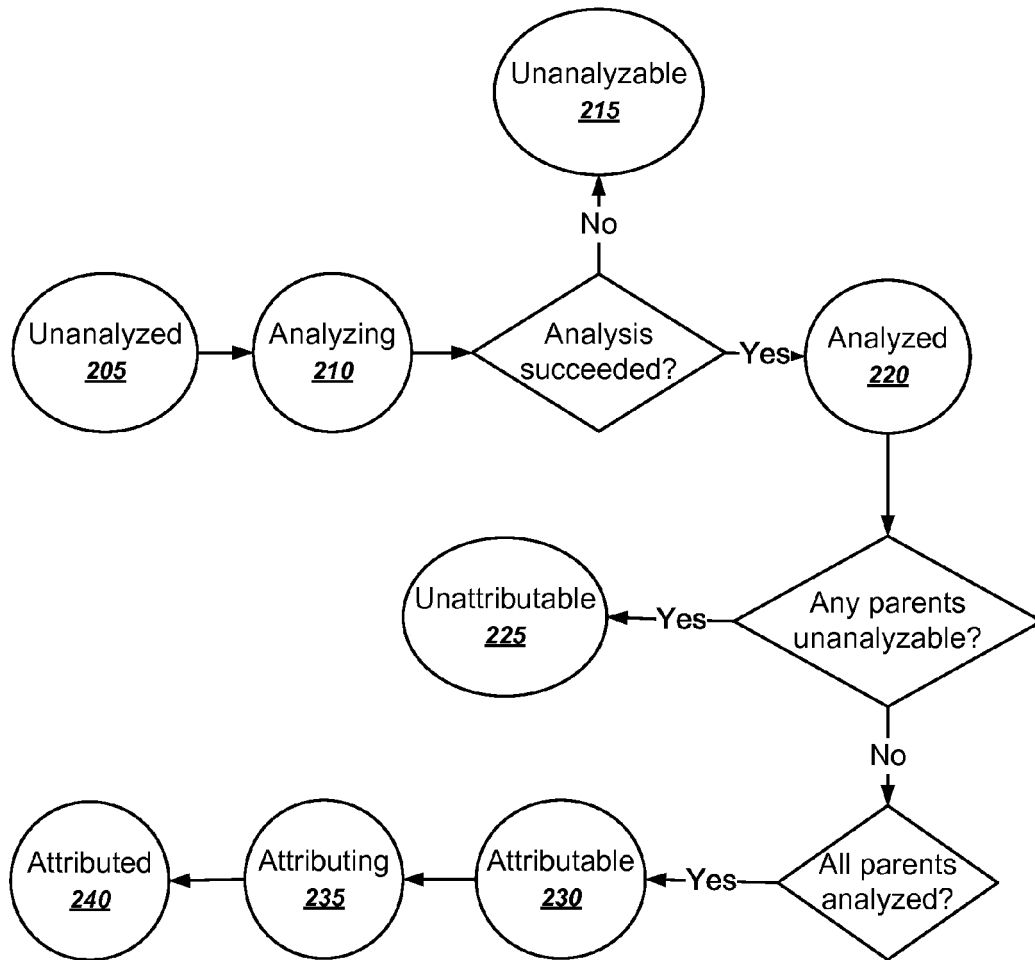 Unanalyzable
215
No
Unanalyzed
205
Analyzing
210
Analysis
succeeded?
Yes
Analyzed
220
Unattributable
225
Yes
Any parents
unanalyzable?
No
Attributed
240
Attributing
235
Attributable
230
Yes
All parents
analyzed?